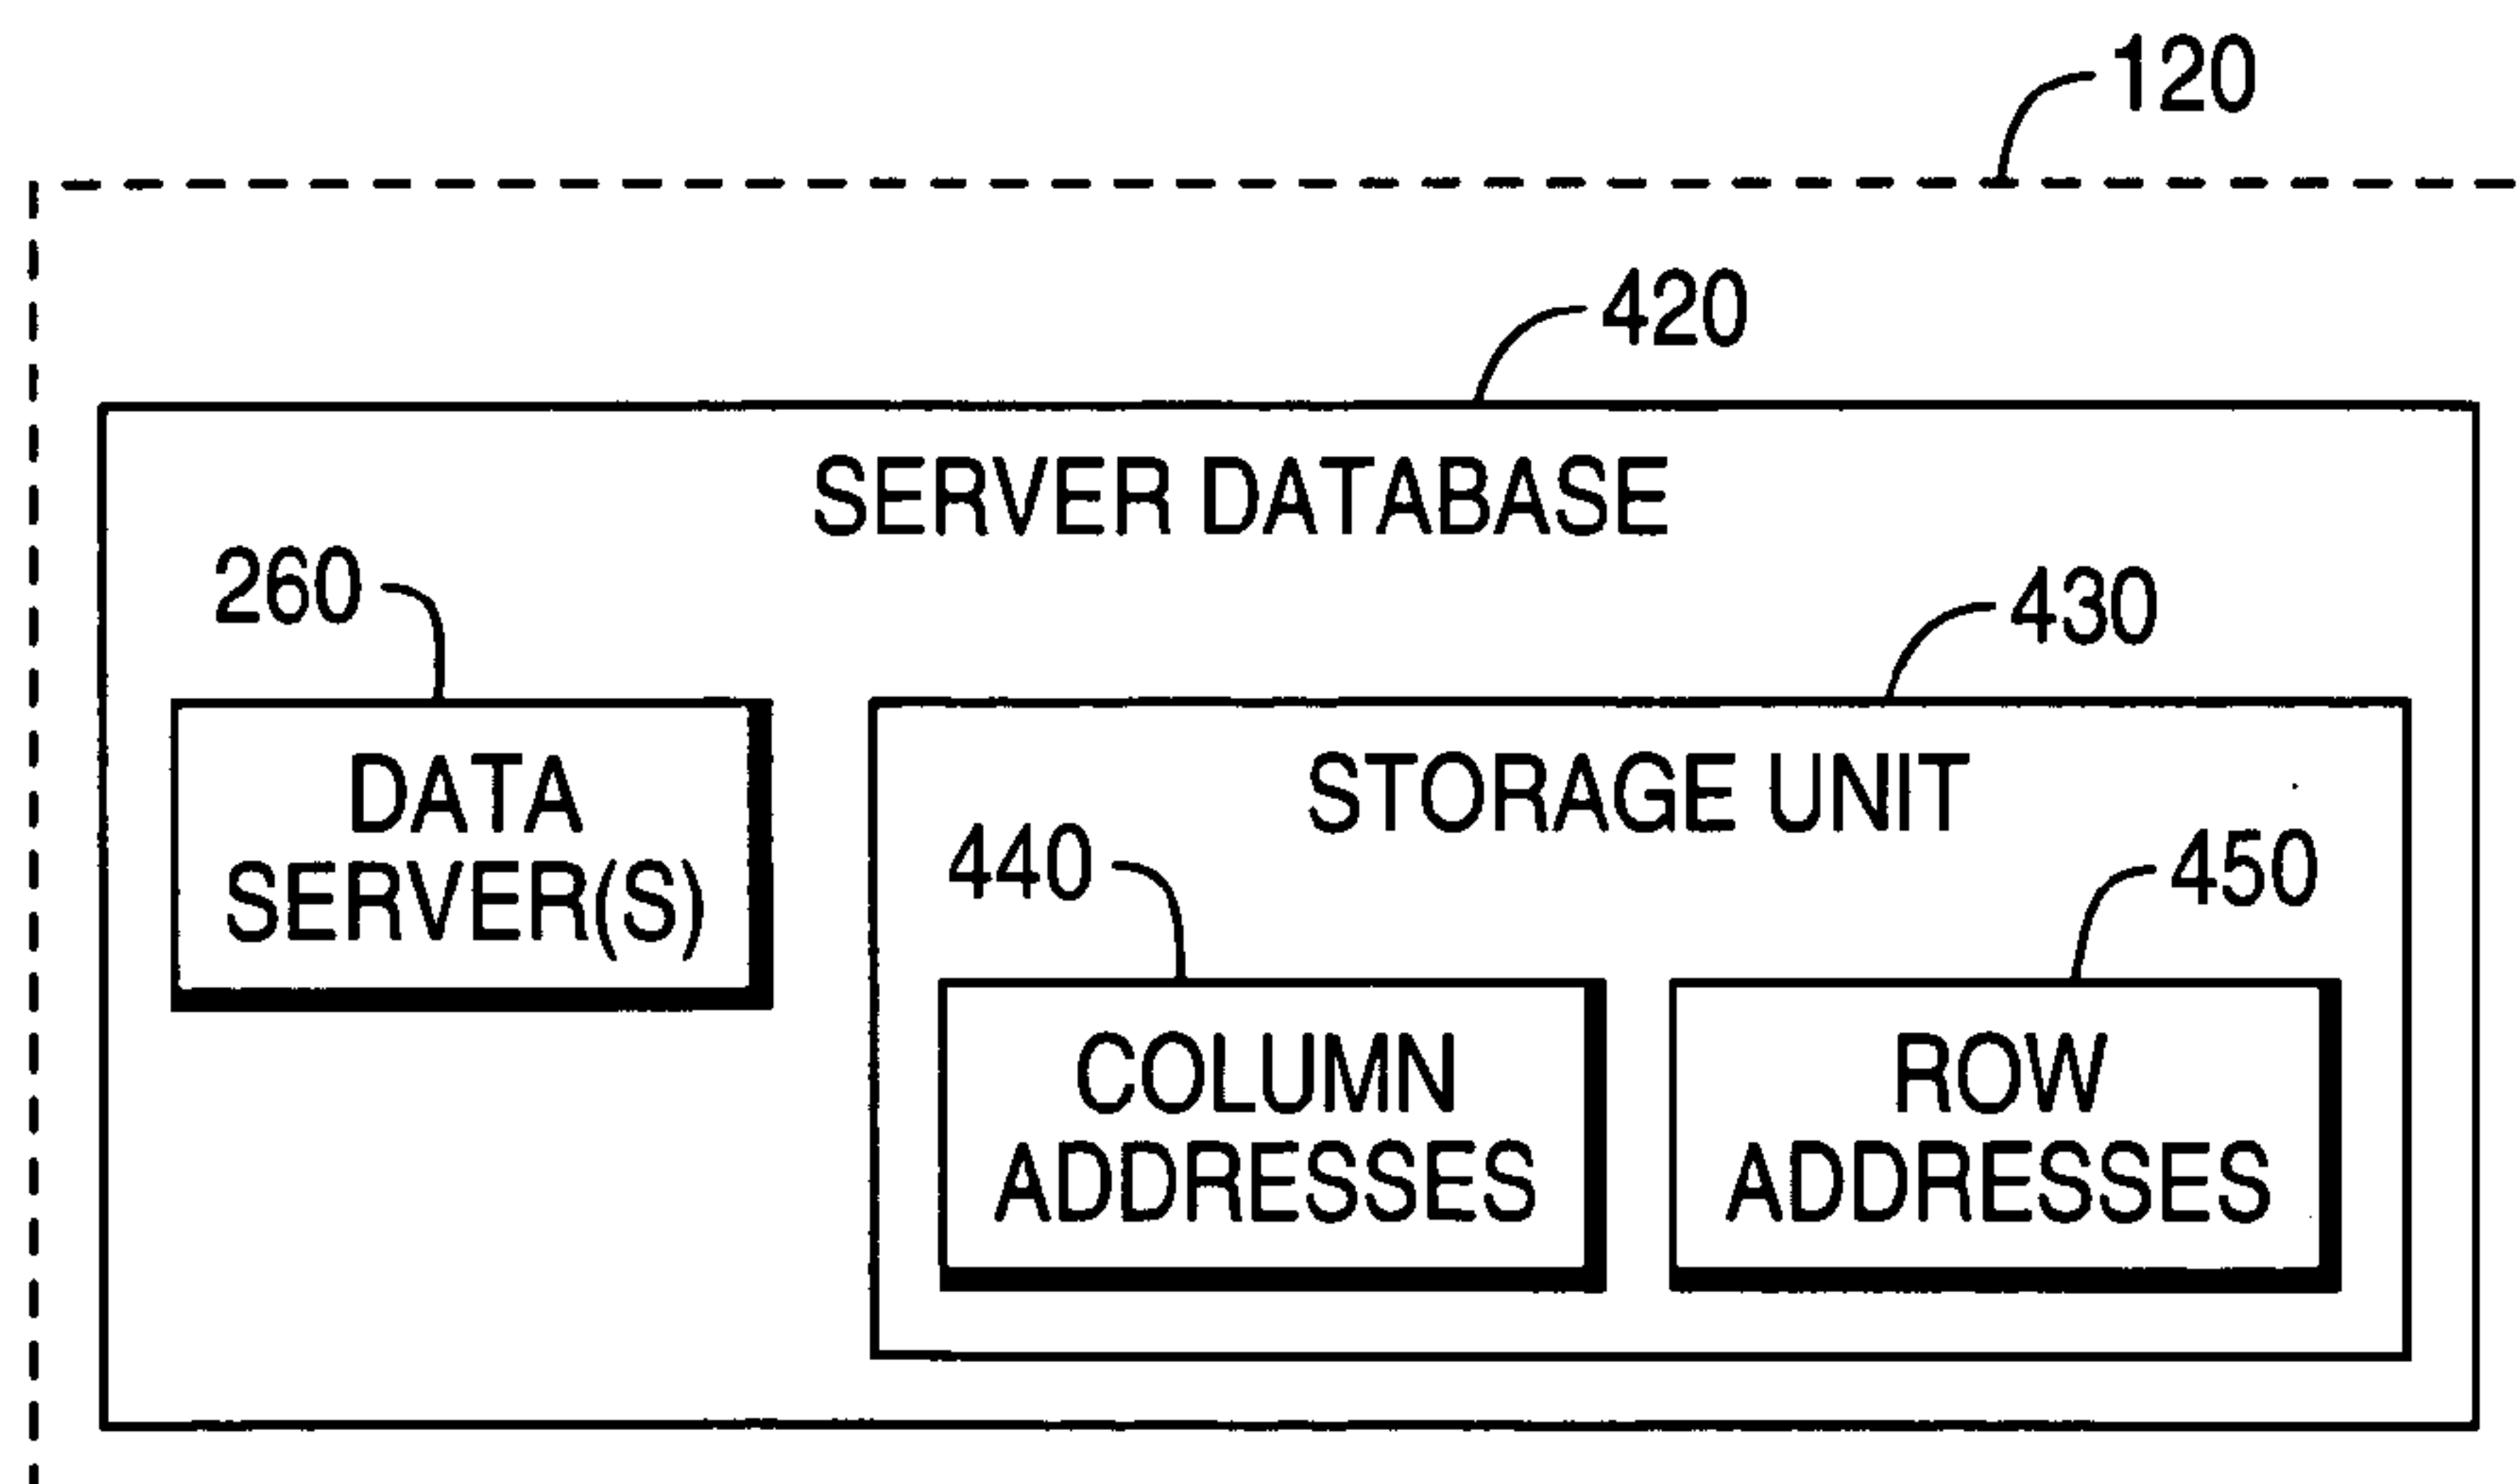 120
420
SERVER DATABASE
260
430
DATA
SERVER(S)
STORAGE UNIT
440
450
COLUMN
ADDRESSES
ROW
ADDRESSES